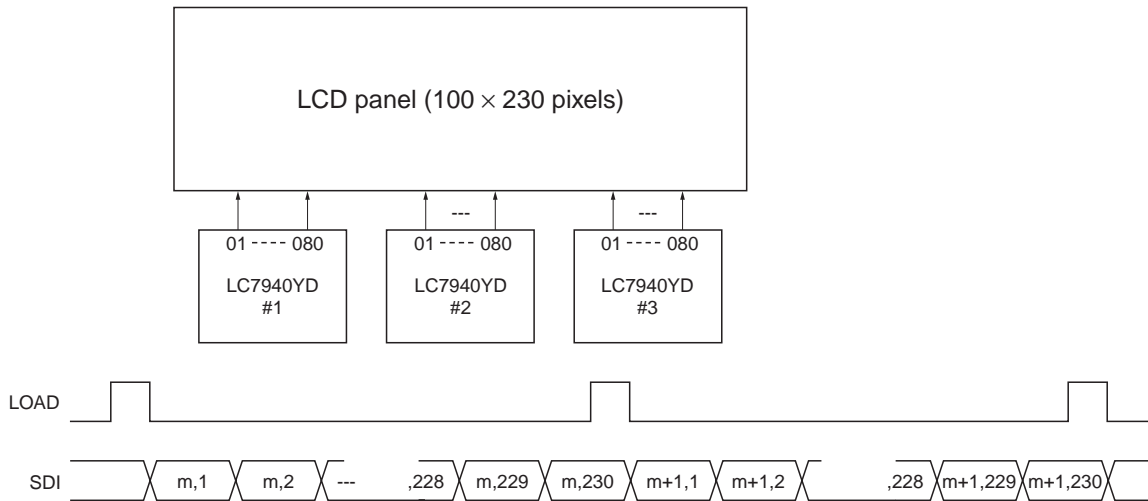 LCD panel (100 × 230 pixels)
--- ---
01 ---- 080 01 ---- 080 01 ---- 080
LC7940YD LC7940YD LC7940YD
#1 #2 #3
LOAD
SDI m,1 m,2 --- ,228 m,229 m,230 m+1,1 m+1,2 ,228 m+1,229 m+1,230